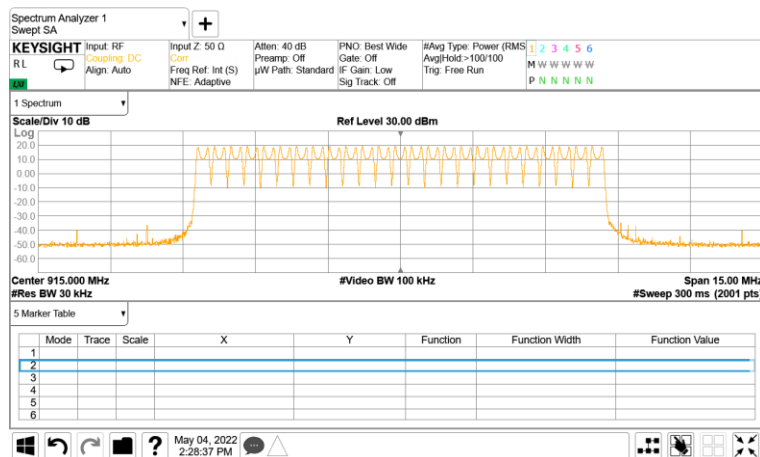 Spectrum Analyzer 1
Swept SA
+
KEYSIGHT
RL
LXI
Input: RF
Coupling: DC
Align: Auto
Input Z: 50 Ω
Corr
Freq Ref: Int (S)
NFE: Adaptive
Atten: 40 dB
Preamp: Off
µW Path: Standard
PNO: Best Wide
Gate: Off
IF Gain: Low
Sig Track: Off
#Avg Type: Power (RMS
Avg|Hold:>100/100
Trig: Free Run
1 2 3 4 5 6
M W W W W W W
P N N N N N N
1 Spectrum
Scale/Div 10 dB
Ref Level 30.00 dBm
Log
20.0
10.0
0.00
-10.0
-20.0
-30.0
-40.0
-50.0
-60.0
Center 915.000 MHz
#Video BW 100 kHz
Span 15.00 MHz
#Res BW 30 kHz
#Sweep 300 ms (2001 pts)
5 Marker Table
Mode Trace Scale X Y Function Function Width Function Value
1
2
3
4
5
6
?
May 04, 2022
2:28:37 PM